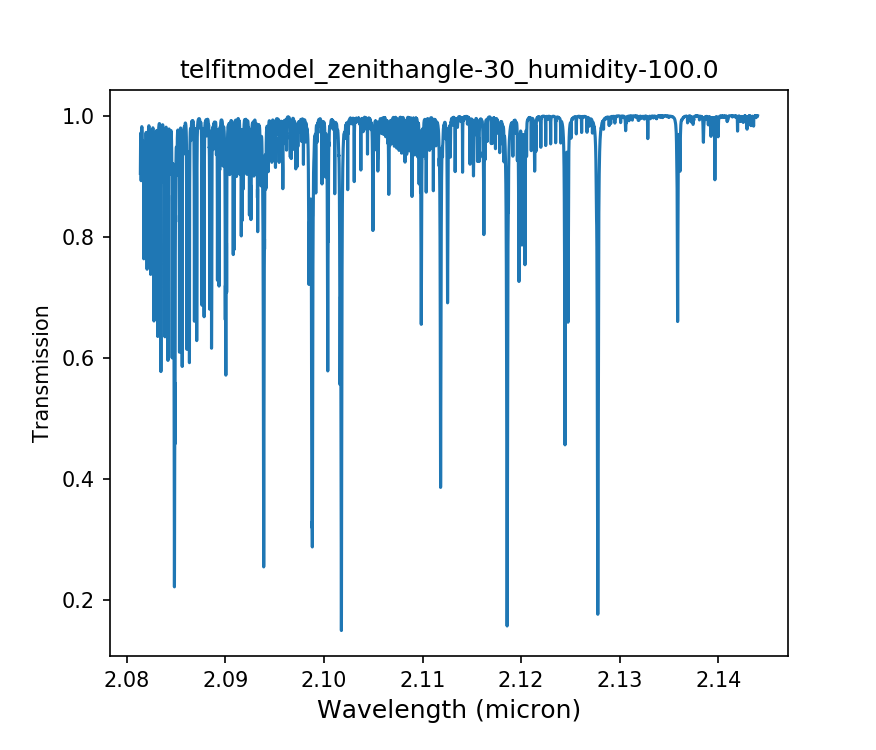 telfitmodel_zenithangle-30_humidity-100.0
1.0
0.8
0.6
0.4
0.2
Transmission
2.08 2.09 2.10 2.11 2.12 2.13 2.14
Wavelength (micron)